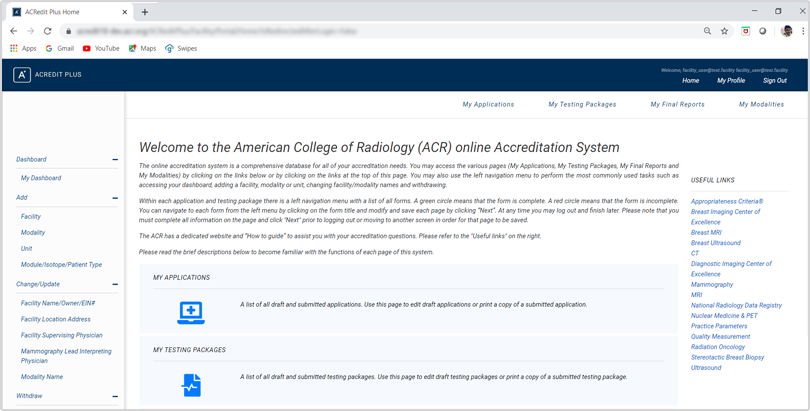 ACRedit Plus Home
Apps
Gmail
YouTube
Maps
Swipes
ACREDIT PLUS
Welcome, facility_user@test.facility facility_user@test.facility
Home My Profile Sign Out
My Applications My Testing Packages My Final Reports My Modalities
Dashboard
My Dashboard
Add
Facility
Modality
Unit
Module/Isotope/Patient Type
Change/Update
Facility Name/Owner/EIN#
Facility Location Address
Facility Supervising Physician
Mammography Lead Interpreting
Physician
Modality Name
Withdraw
Welcome to the American College of Radiology (ACR) online Accreditation System
The online accreditation system is a comprehensive database for all of your accreditation needs. You may access the various pages (My Applications, My Testing Packages, My Final Reports and
My Modalities) by clicking on the links below or by clicking on the links at the top of this page. You may also use the left navigation menu to perform the most commonly used tasks such as
accessing your dashboard, adding a facility, modality or unit, changing facility/modality names and withdrawing.
Within each application and testing package there is a left navigation menu with a list of all forms. A green circle means that the form is complete. A red circle means that the form is incomplete.
You can navigate to each form from the left menu by clicking on the form title and modify and save each page by clicking "Next". At any time you may log out and finish later. Please note that you
must complete all information on the page and click "Next" prior to logging out or moving to another screen in order for that page to be saved.
The ACR has a dedicated website and "How to guide" to assist you with your accreditation questions. Please refer to the "Useful links" on the right.
Please read the brief descriptions below to become familiar with the functions of each page of this system.
MY APPLICATIONS
A list of all draft and submitted applications. Use this page to edit draft applications or print a copy of a submitted application.
MY TESTING PACKAGES
A list of all draft and submitted testing packages. Use this page to edit draft testing packages or print a copy of a submitted testing package.
USEFUL LINKS
Appropriateness Criteria®
Breast Imaging Center of
Excellence
Breast MRI
Breast Ultrasound
CT
Diagnostic Imaging Center of
Excellence
Mammography
MRI
National Radiology Data Registry
Nuclear Medicine & PET
Practice Parameters
Quality Measurement
Radiation Oncology
Stereotactic Breast Biopsy
Ultrasound